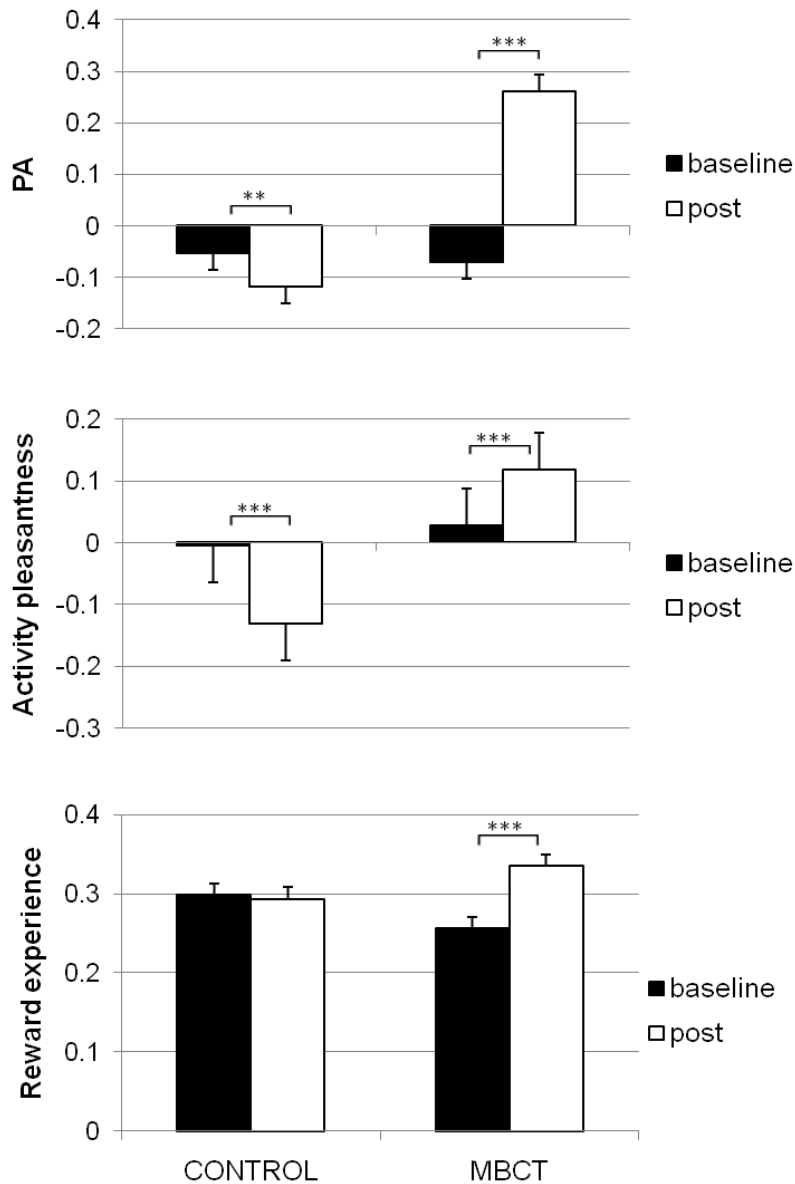 0.4
***
0.3
0.2
0.1
PA
**
0
-0.1
-0.2
baseline
post
0.2
***
0.1
***
0
Activity pleasantness
-0.1
-0.2
-0.3
baseline
post
0.4
***
0.3
Reward experience
0.2
0.1
0
baseline
post
CONTROL MBCT